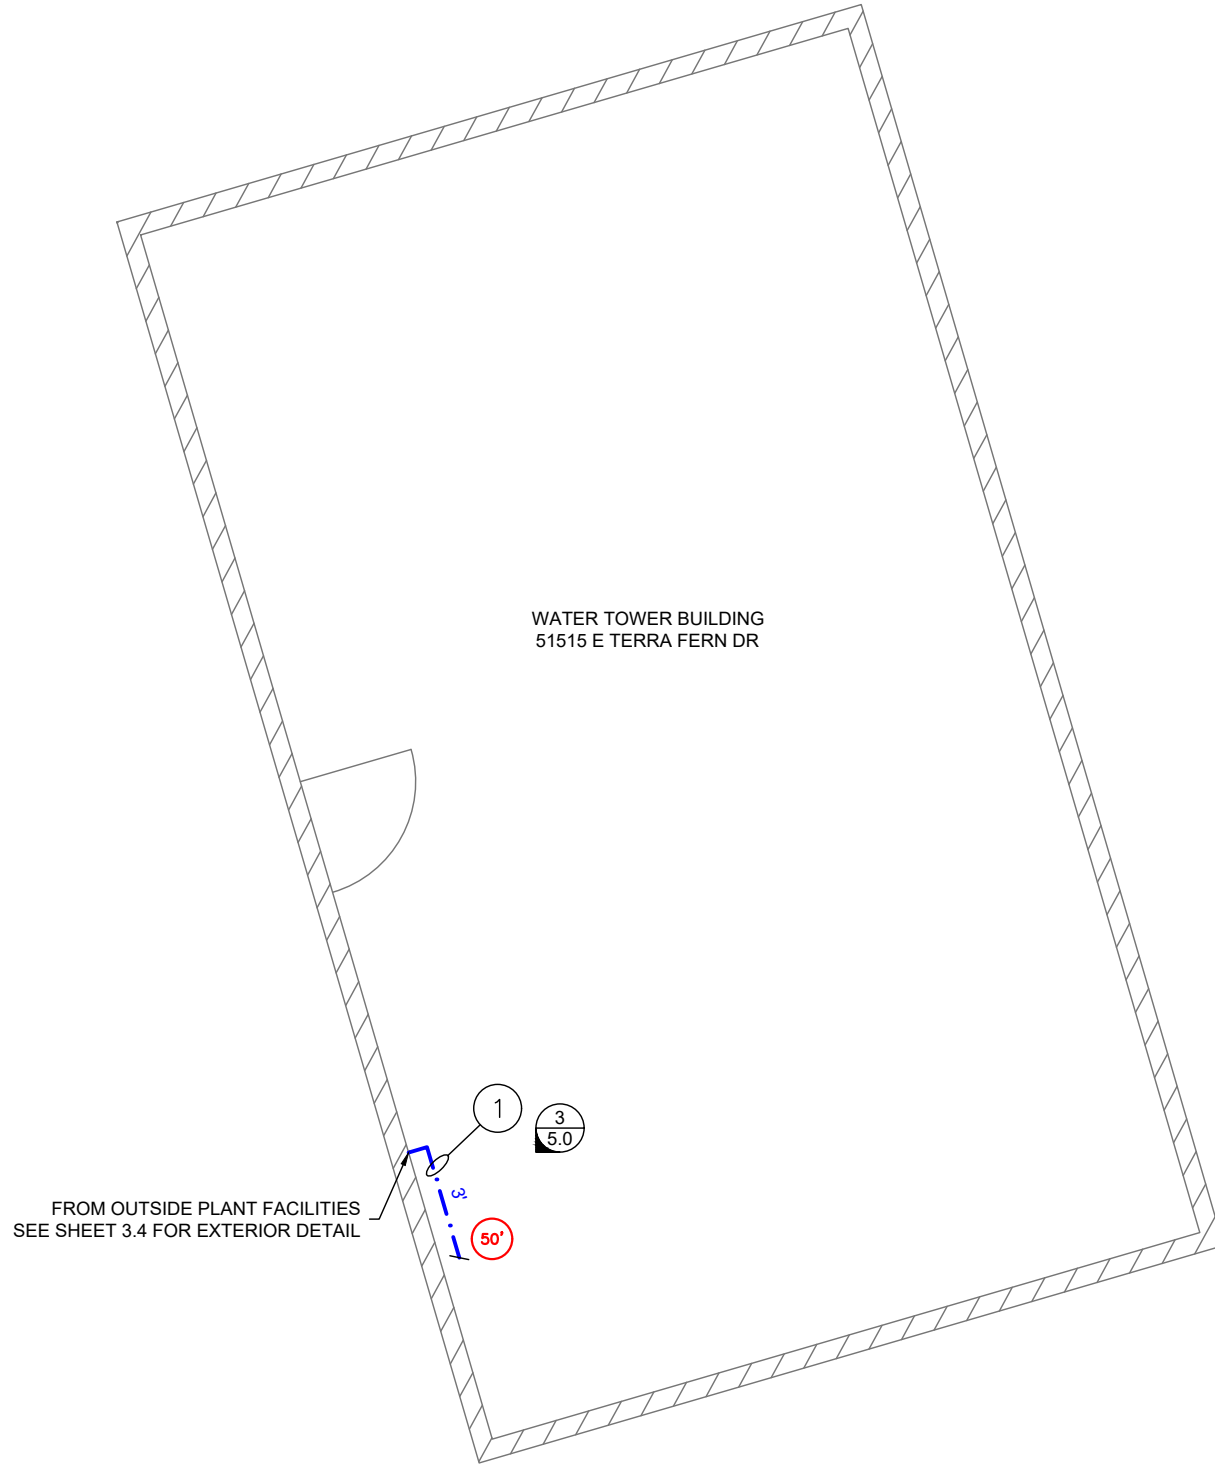 WATER TOWER BUILDING
51515 E TERRA FERN DR
1
3
5.0
3'
FROM OUTSIDE PLANT FACILITIES
SEE SHEET 3.4 FOR EXTERIOR DETAIL
50'